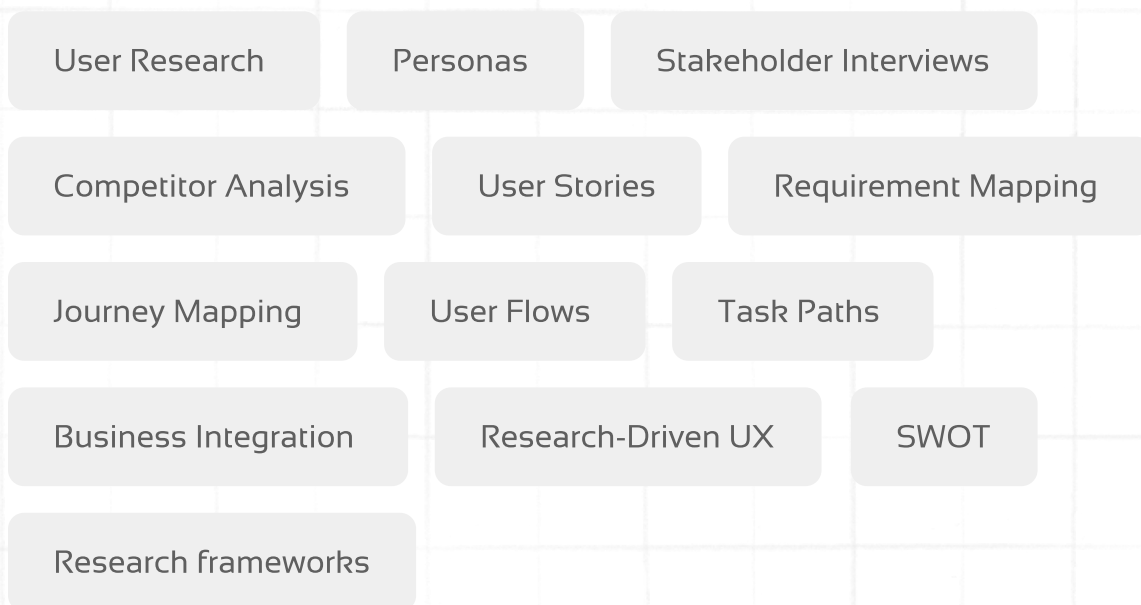 User Research Personas Stakeholder Interviews
Competitor Analysis User Stories Requirement Mapping
Journey Mapping User Flows Task Paths
Business Integration Research-Driven UX SWOT
Research frameworks